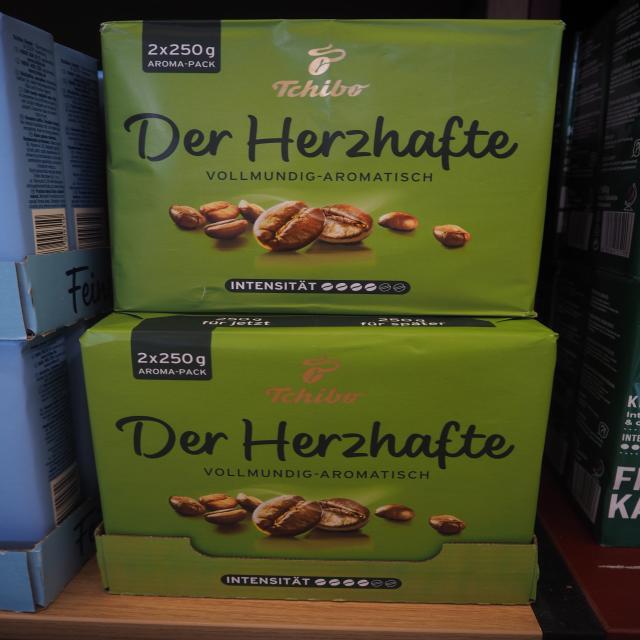 2x250g
AROMA-PACK
Tchibo
Der Herzhafte
VOLLMUNDIG-AROMATISCH
INTENSITÄT
250g
für jetzt
250g
für später
2x250g
AROMA-PACK
Tchibo
Der Herzhafte
VOLLMUNDIG-AROMATISCH
INTENSITÄT
Fein